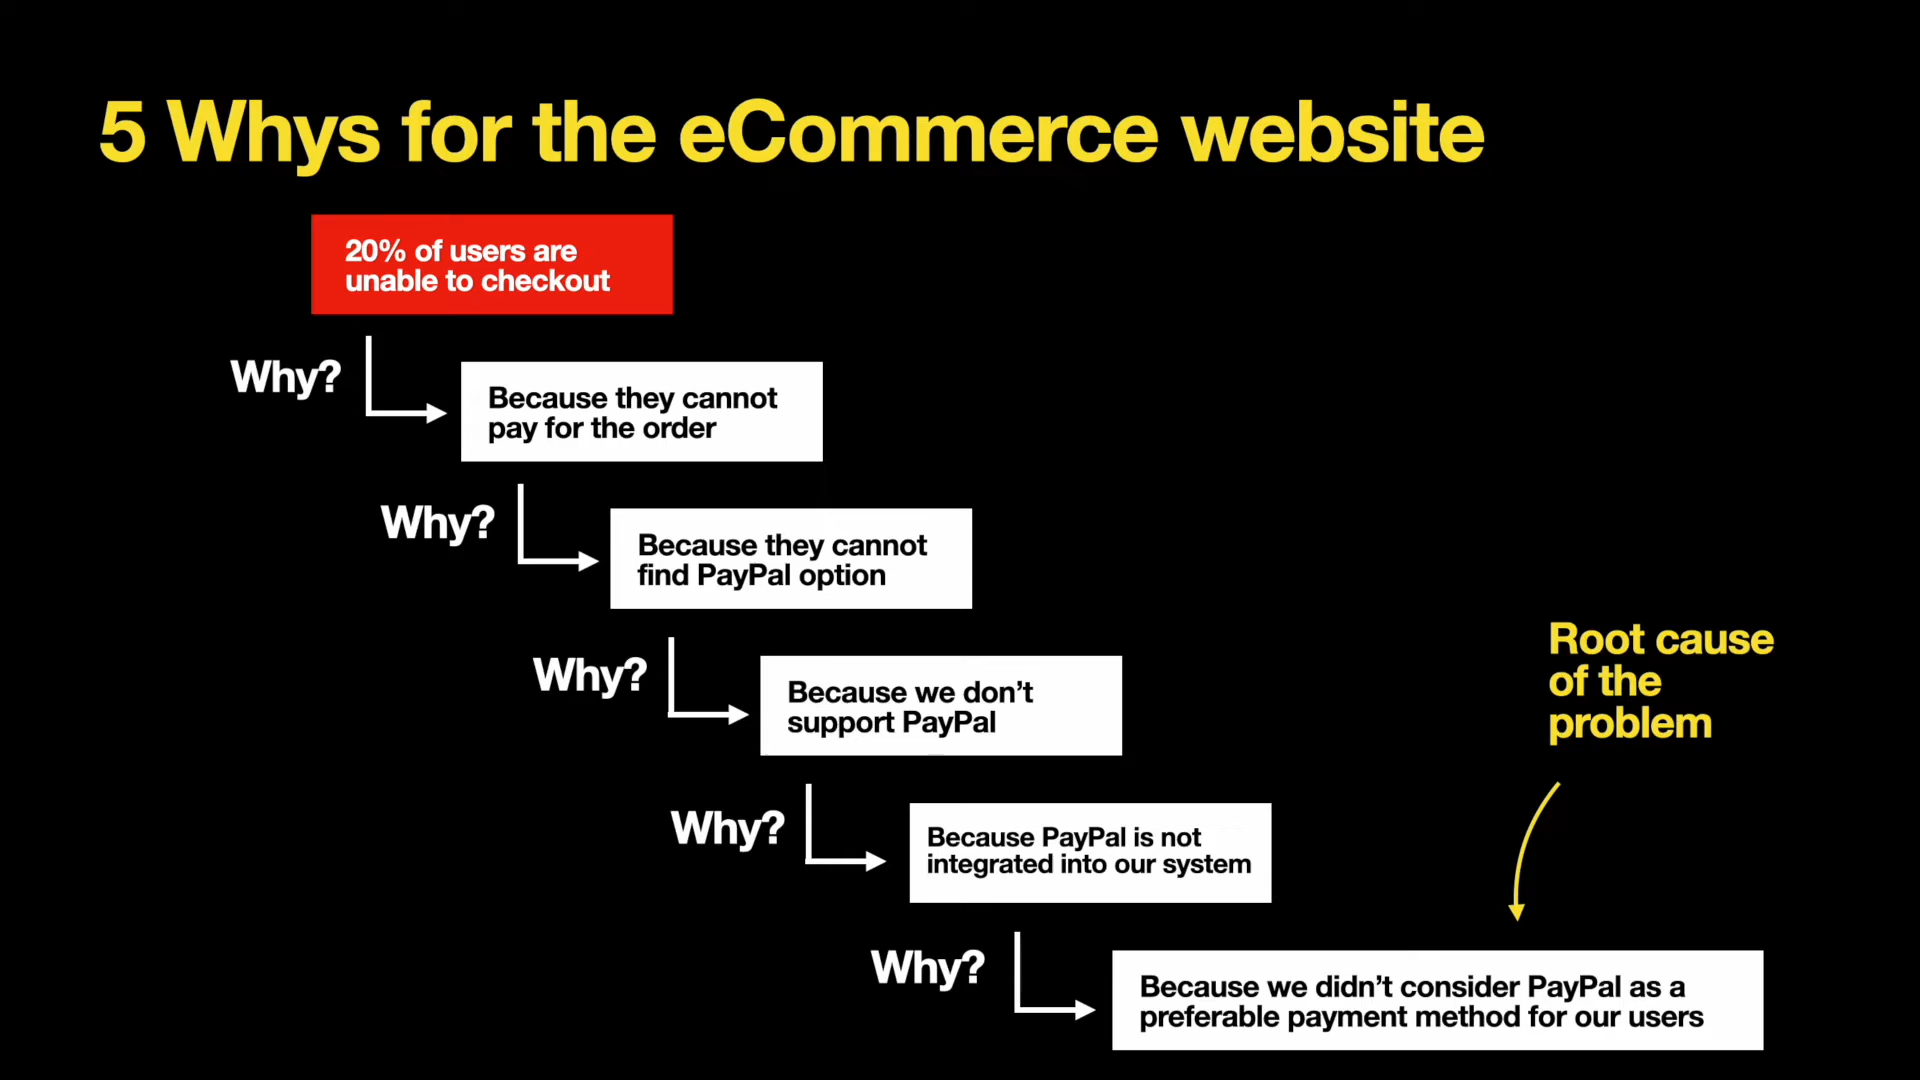 5 Whys for the eCommerce website
20% of users are
unable to checkout
Why?
Because they cannot
pay for the order
Why?
Because they cannot
find PayPal option
Why?
Because we don’t
support PayPal
Why?
Because PayPal is not
integrated into our system
Why?
Because we didn’t consider PayPal as a
preferable payment method for our users
Root cause
of the
problem